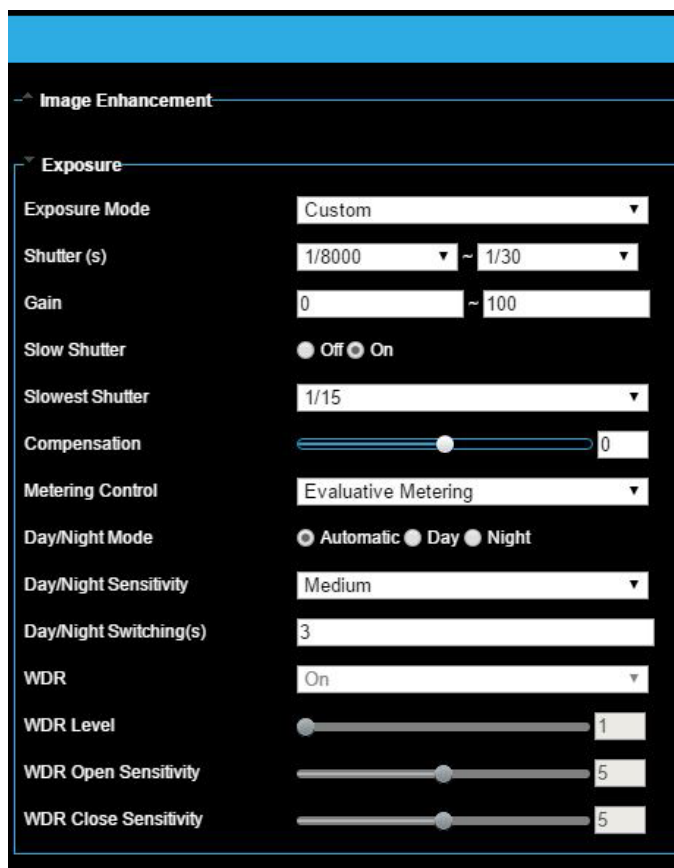 Image Enhancement
Exposure
Exposure Mode Custom
Shutter (s) 1/8000 ~ 1/30
Gain 0 ~ 100
Slow Shutter Off On
Slowest Shutter 1/15
Compensation 0
Metering Control Evaluative Metering
Day/Night Mode Automatic Day Night
Day/Night Sensitivity Medium
Day/Night Switching(s) 3
WDR On
WDR Level 1
WDR Open Sensitivity 5
WDR Close Sensitivity 5